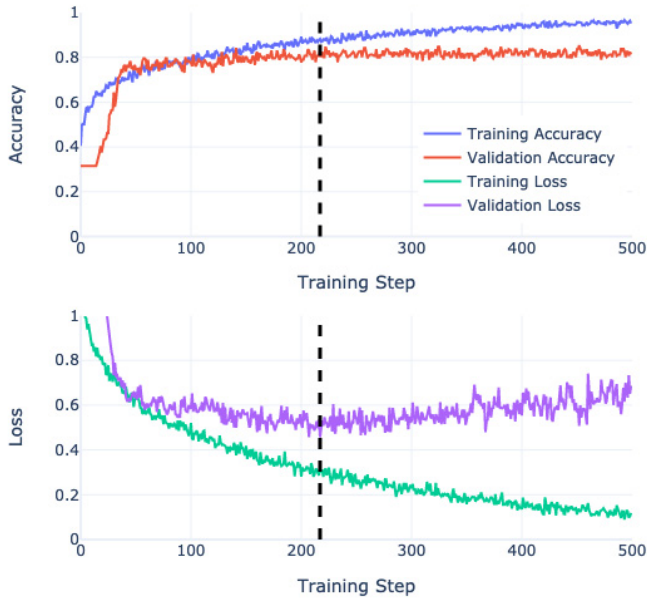 1
0.8
0.6
0.4
0.2
0
Accuracy
Training Accuracy
Validation Accuracy
Training Loss
Validation Loss
0 100 200 300 400 500
Training Step
1
0.8
0.6
0.4
0.2
0
Loss
0 100 200 300 400 500
Training Step